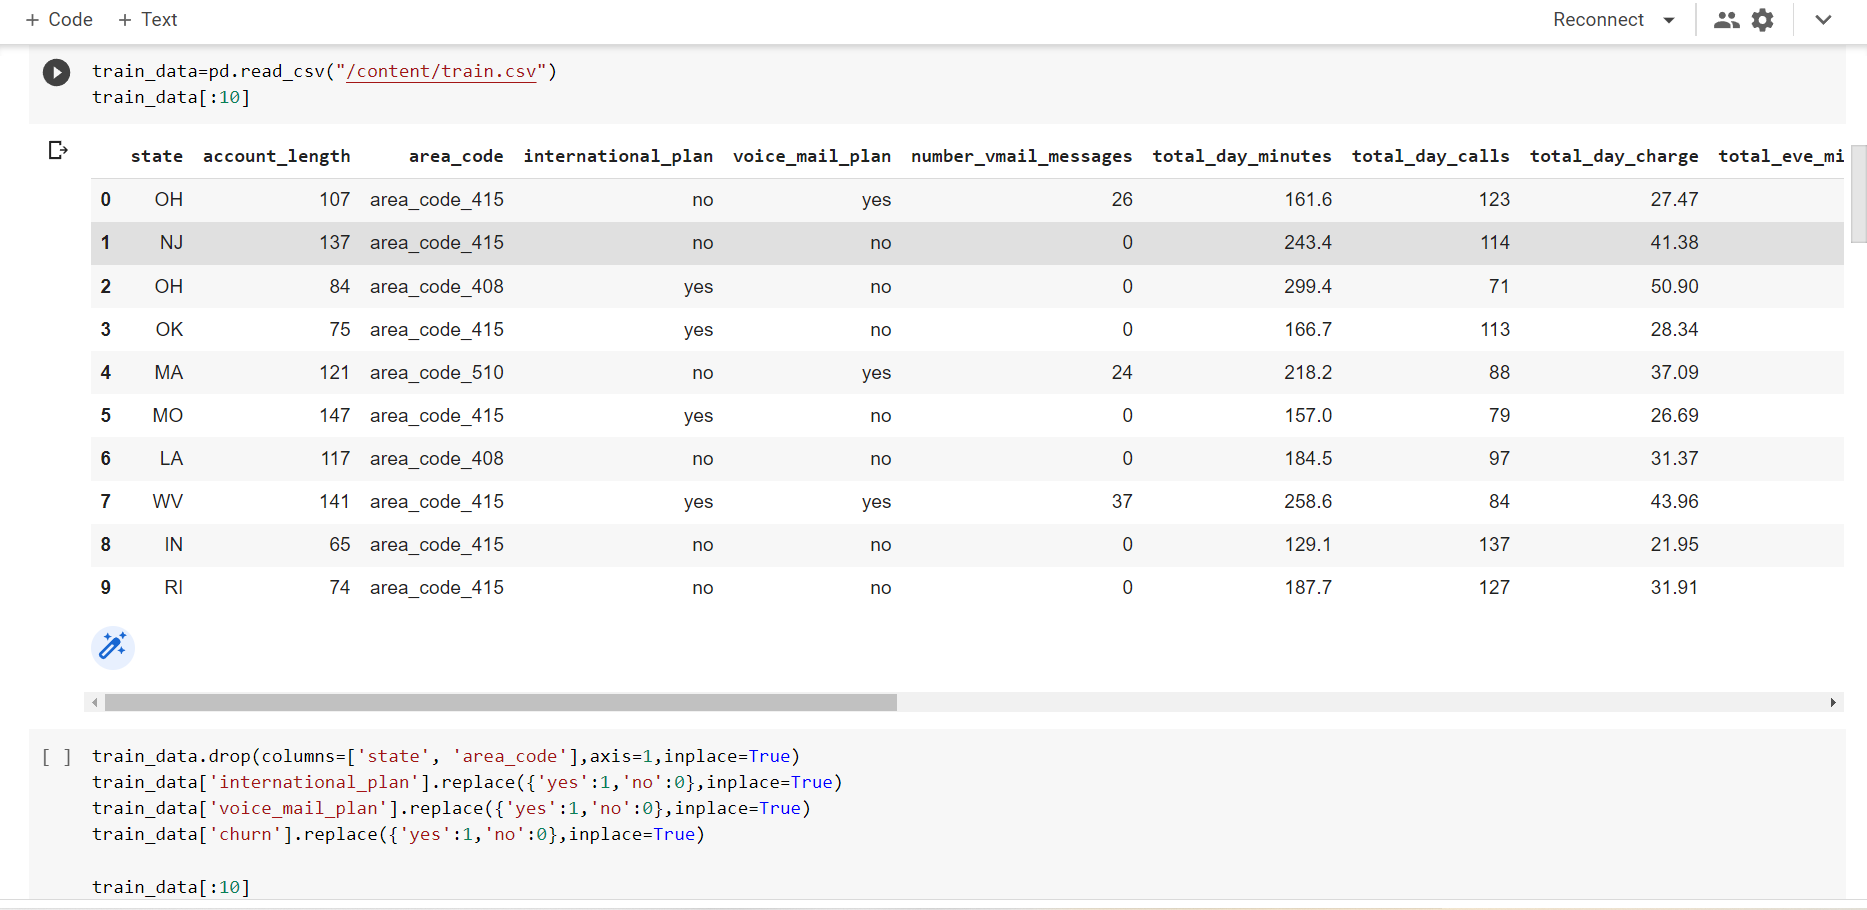 + Code + Text Reconnect
train_data=pd.read_csv("/content/train.csv")
train_data[:10]
state account_length area_code international_plan voice_mail_plan number_vmail_messages total_day_minutes total_day_calls total_day_charge total_eve_mi
0 OH 107 area_code_415 no yes 26 161.6 123 27.47
1 NJ 137 area_code_415 no no 0 243.4 114 41.38
2 OH 84 area_code_408 yes no 0 299.4 71 50.90
3 OK 75 area_code_415 yes no 0 166.7 113 28.34
4 MA 121 area_code_510 no yes 24 218.2 88 37.09
5 MO 147 area_code_415 yes no 0 157.0 79 26.69
6 LA 117 area_code_408 no no 0 184.5 97 31.37
7 WV 141 area_code_415 yes yes 37 258.6 84 43.96
8 IN 65 area_code_415 no no 0 129.1 137 21.95
9 RI 74 area_code_415 no no 0 187.7 127 31.91
[ ] train_data.drop(columns=['state', 'area_code'],axis=1,inplace=True)
train_data['international_plan'].replace({'yes':1,'no':0},inplace=True)
train_data['voice_mail_plan'].replace({'yes':1,'no':0},inplace=True)
train_data['churn'].replace({'yes':1,'no':0},inplace=True)
train_data[:10]